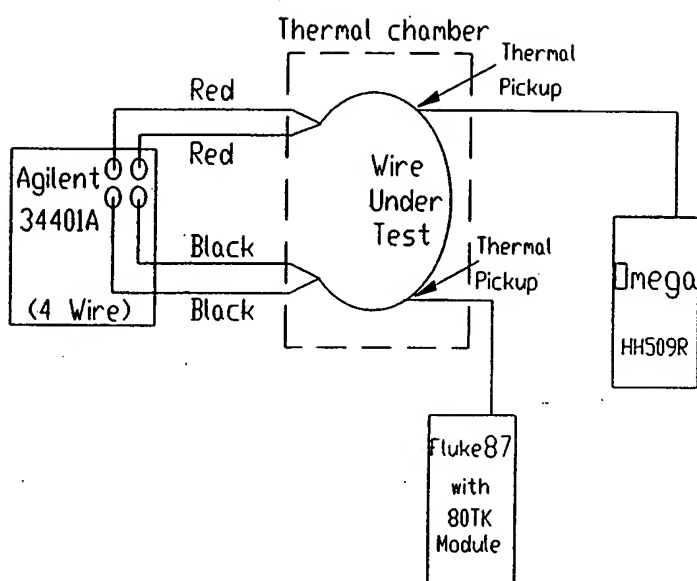 Thermal chamber
Thermal
Pickup
Red
Red
Agilent
34401A
(4 Wire)
Wire
Under
Test
Black
Black
Thermal
Pickup
Omega
HH509R
Fluke87
with
80TK
Module